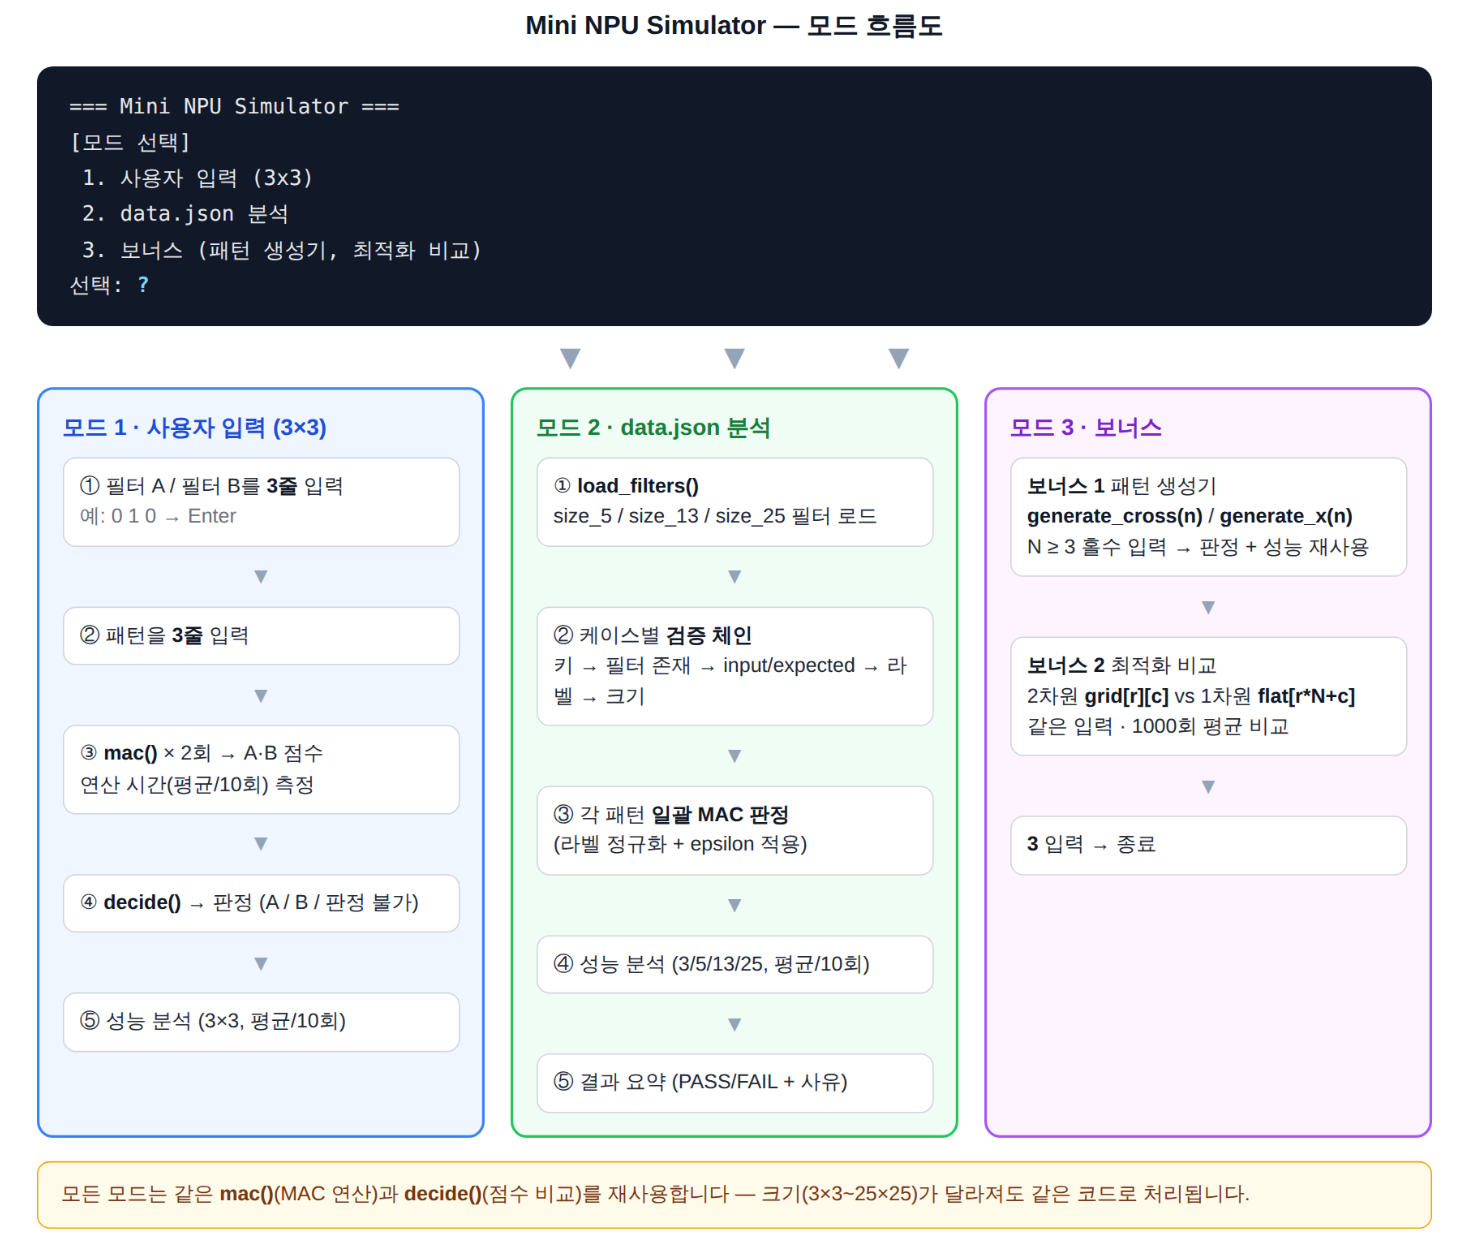 Mini NPU Simulator — 모드 흐름도
=== Mini NPU Simulator ===
[모드 선택]
1. 사용자 입력 (3x3)
2. data.json 분석
3. 보너스 (패턴 생성기, 최적화 비교)
선택: ?
▼ ▼ ▼
모드 1 · 사용자 입력 (3×3)
① 필터 A / 필터 B를 3줄 입력
예: 0 1 0 → Enter
▼
② 패턴을 3줄 입력
▼
③ mac() × 2회 → A·B 점수
연산 시간(평균/10회) 측정
▼
④ decide() → 판정 (A / B / 판정 불가)
▼
⑤ 성능 분석 (3×3, 평균/10회)
모드 2 · data.json 분석
① load_filters()
size_5 / size_13 / size_25 필터 로드
▼
② 케이스별 검증 체인
키 → 필터 존재 → input/expected → 라
벨 → 크기
▼
③ 각 패턴 일괄 MAC 판정
(라벨 정규화 + epsilon 적용)
▼
④ 성능 분석 (3/5/13/25, 평균/10회)
▼
⑤ 결과 요약 (PASS/FAIL + 사유)
모드 3 · 보너스
보너스 1 패턴 생성기
generate_cross(n) / generate_x(n)
N ≥ 3 홀수 입력 → 판정 + 성능 재사용
▼
보너스 2 최적화 비교
2차원 grid[r][c] vs 1차원 flat[r*N+c]
같은 입력 · 1000회 평균 비교
▼
3 입력 → 종료
모든 모드는 같은 mac()(MAC 연산)과 decide()(점수 비교)를 재사용합니다 — 크기(3×3~25×25)가 달라져도 같은 코드로 처리됩니다.